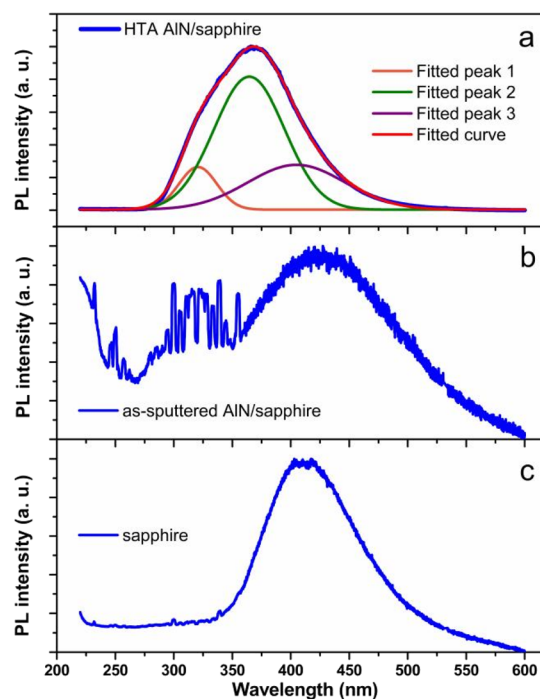 HTA AlN/sapphire
a
Fitted peak 1
Fitted peak 2
Fitted peak 3
Fitted curve
PL intensity (a. u.)
b
as-sputtered AlN/sapphire
PL intensity (a. u.)
c
sapphire
PL intensity (a. u.)
200 250 300 350 400 450 500 550 600
Wavelength (nm)